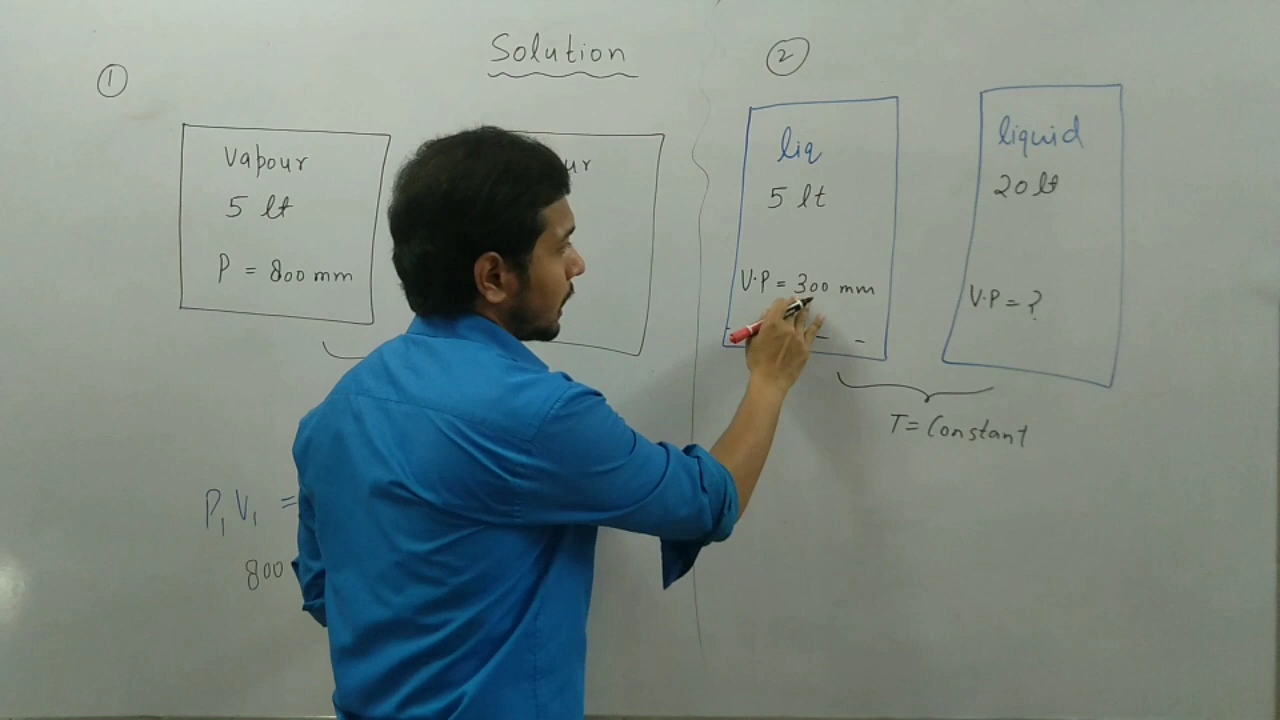 Solution
①
Vapour
5 lt
P = 800 mm
P₁V₁ =
800
②
liq
5 lt
V.P = 300 mm
liquid
20 lt
V.P = ?
T = Constant